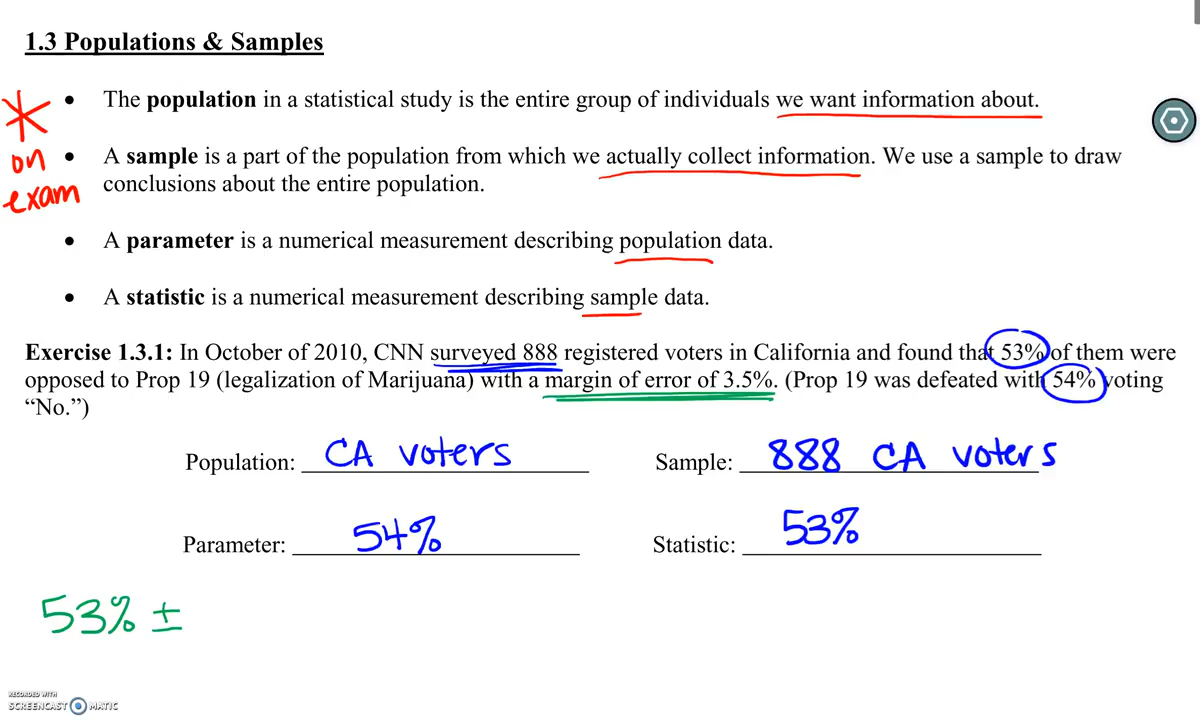 1.3 Populations & Samples
• The population in a statistical study is the entire group of individuals we want information about.
* on exam
• A sample is a part of the population from which we actually collect information. We use a sample to draw
conclusions about the entire population.
• A parameter is a numerical measurement describing population data.
• A statistic is a numerical measurement describing sample data.
Exercise 1.3.1: In October of 2010, CNN surveyed 888 registered voters in California and found that 53% of them were
opposed to Prop 19 (legalization of Marijuana) with a margin of error of 3.5%. (Prop 19 was defeated with 54% voting
“No.”)
Population: CA voters Sample: 888 CA voters
Parameter: 54% Statistic: 53%
53% ±
RECORDED WITH
SCREENCAST MATIC